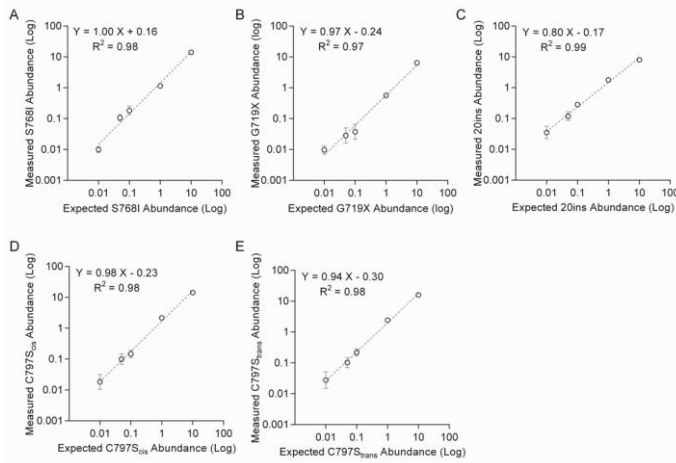 A
Y = 1.00 X + 0.16
R² = 0.98
Measured S768I Abundance (Log)
100
10
1
0.1
0.01
0.001
0.01 0.1 1 10 100
Expected S768I Abundance (Log)
B
Y = 0.97 X - 0.24
R² = 0.97
Measured G719X Abundance (log)
100
10
1
0.1
0.01
0.001
0.01 0.1 1 10 100
Expected G719X Abundance (log)
C
Y = 0.80 X - 0.17
R² = 0.99
Measured 20ins Abundance (Log)
100
10
1
0.1
0.01
0.001
0.01 0.1 1 10 100
Expected 20ins Abundance (Log)
D
Y = 0.98 X - 0.23
R² = 0.98
Measured C797Scis Abundance (Log)
100
10
1
0.1
0.01
0.001
0.01 0.1 1 10 100
Expected C797Scis Abundance (Log)
E
Y = 0.94 X - 0.30
R² = 0.98
Measured C797Strans Abundance (Log)
100
10
1
0.1
0.01
0.001
0.01 0.1 1 10 100
Expected C797Strans Abundance (Log)